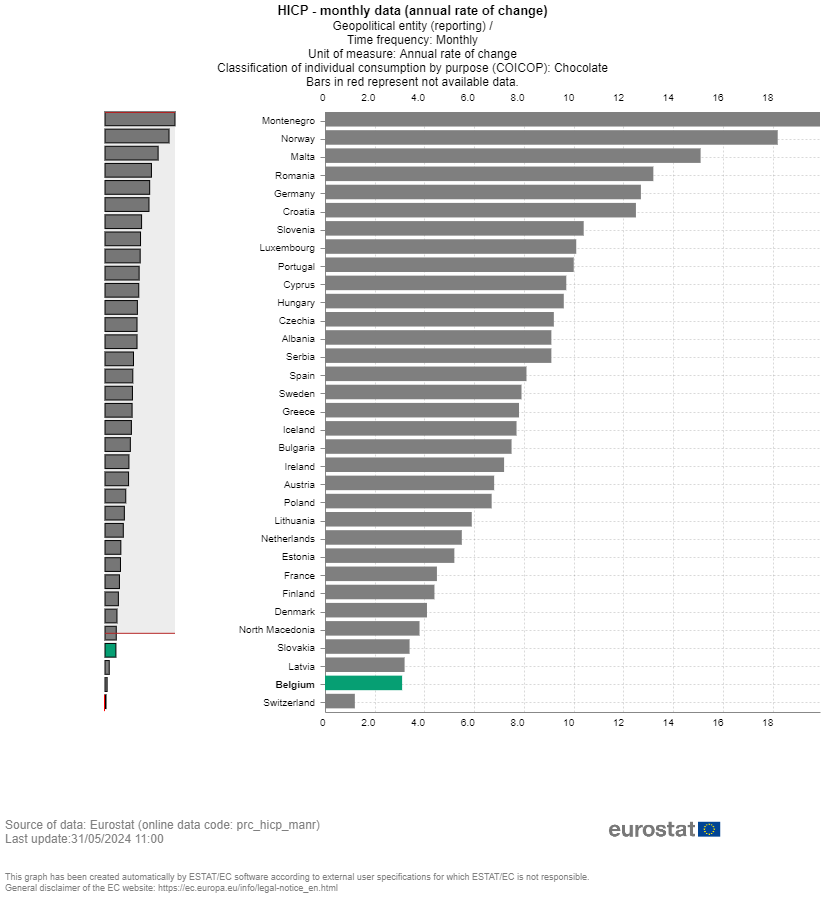 HICP - monthly data (annual rate of change)
Geopolitical entity (reporting) /
Time frequency: Monthly
Unit of measure: Annual rate of change
Classification of individual consumption by purpose (COICOP): Chocolate
Bars in red represent not available data.
0 2.0 4.0 6.0 8.0 10 12 14 16 18
Montenegro
Norway
Malta
Romania
Germany
Croatia
Slovenia
Luxembourg
Portugal
Cyprus
Hungary
Czechia
Albania
Serbia
Spain
Sweden
Greece
Iceland
Bulgaria
Ireland
Austria
Poland
Lithuania
Netherlands
Estonia
France
Finland
Denmark
North Macedonia
Slovakia
Latvia
Belgium
Switzerland
0 2.0 4.0 6.0 8.0 10 12 14 16 18
Source of data: Eurostat (online data code: prc_hicp_manr)
Last update:31/05/2024 11:00
eurostat
This graph has been created automatically by ESTAT/EC software according to external user specifications for which ESTAT/EC is not responsible.
General disclaimer of the EC website: https://ec.europa.eu/info/legal-notice_en.html